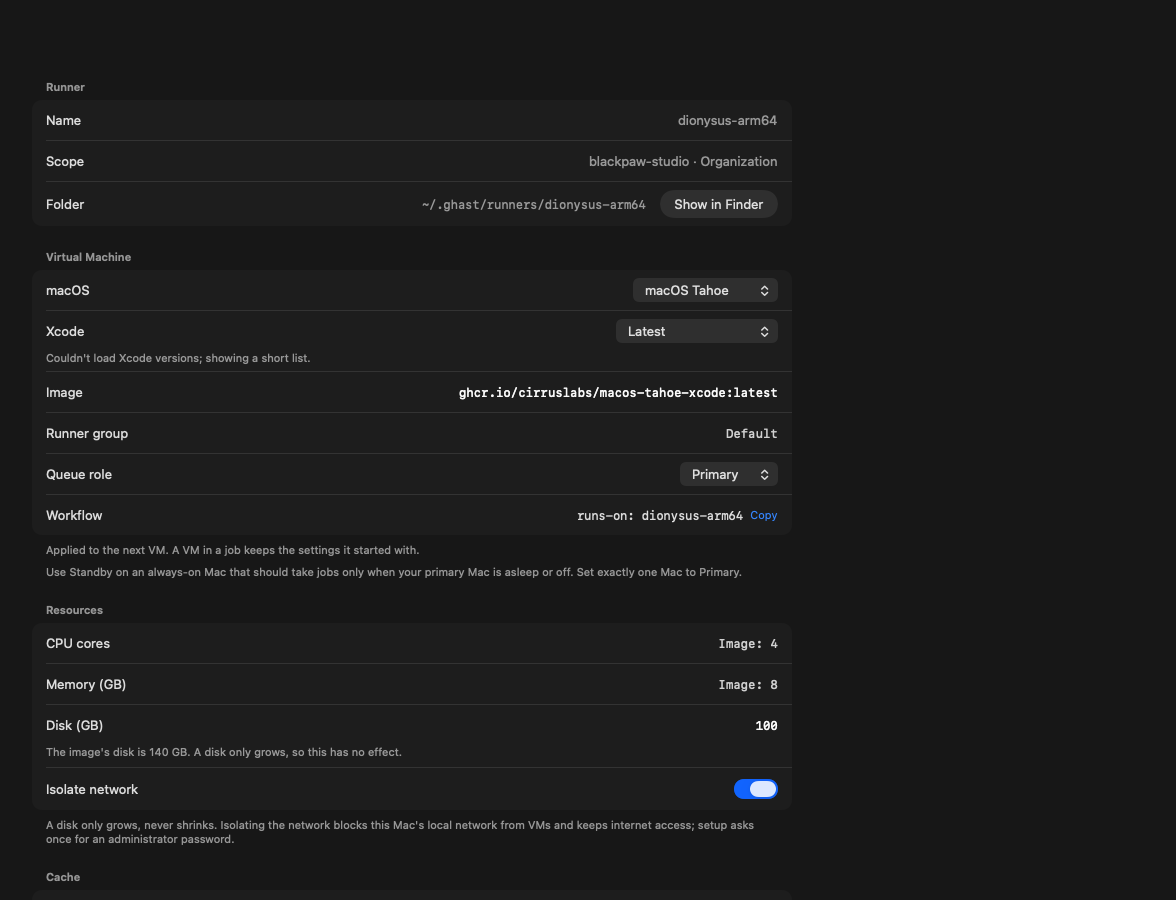 Runner
Name
dionysus-arm64
Scope
blackpaw-studio · Organization
Folder
~/.ghast/runners/dionysus-arm64
Show in Finder
Virtual Machine
macOS
macOS Tahoe
Xcode
Latest
Couldn't load Xcode versions; showing a short list.
Image
ghcr.io/cirruslabs/macos-tahoe-xcode:latest
Runner group
Default
Queue role
Primary
Workflow
runs-on: dionysus-arm64 Copy
Applied to the next VM. A VM in a job keeps the settings it started with.
Use Standby on an always-on Mac that should take jobs only when your primary Mac is asleep or off. Set exactly one Mac to Primary.
Resources
CPU cores
Image: 4
Memory (GB)
Image: 8
Disk (GB)
100
The image's disk is 140 GB. A disk only grows, so this has no effect.
Isolate network
A disk only grows, never shrinks. Isolating the network blocks this Mac's local network from VMs and keeps internet access; setup asks
once for an administrator password.
Cache